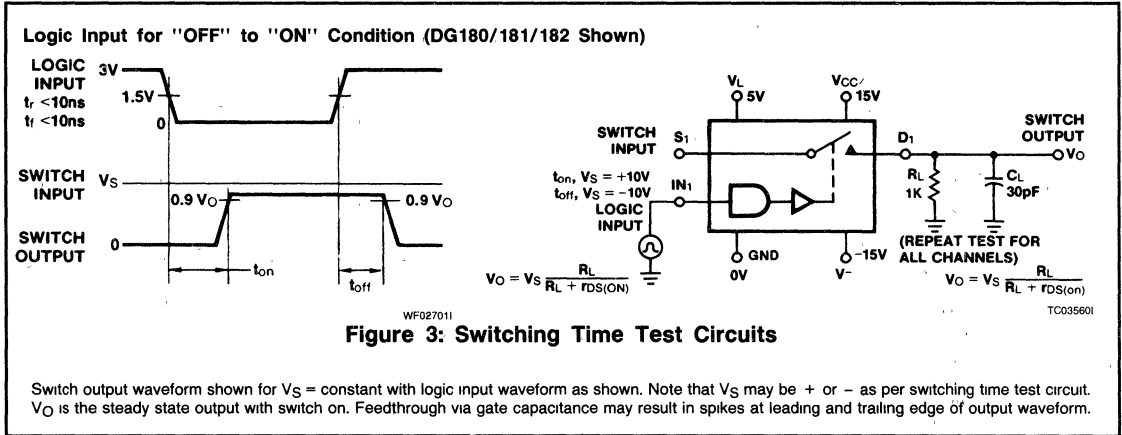 Logic Input for "OFF" to "ON" Condition (DG180/181/182 Shown)
LOGIC
INPUT
tr <10ns
tf <10ns
3V
1.5V
0
SWITCH
INPUT
VS
0.9 VO
0.9 VO
SWITCH
OUTPUT
0
ton
toff
WF02701I
VL
5V
VCC
15V
SWITCH
INPUT
S1
D1
SWITCH
OUTPUT
VO
ton, VS = +10V
toff, VS = -10V
LOGIC
INPUT
IN1
RL
1K
CL
30pF
GND
0V
-15V
V-
(REPEAT TEST FOR
ALL CHANNELS)
VO = VS RL / RL + rDS(ON)
VO = VS RL / RL + rDS(on)
TC03560I
Figure 3: Switching Time Test Circuits
Switch output waveform shown for VS = constant with logic input waveform as shown. Note that VS may be + or - as per switching time test circuit.
VO is the steady state output with switch on. Feedthrough via gate capacitance may result in spikes at leading and trailing edge of output waveform.